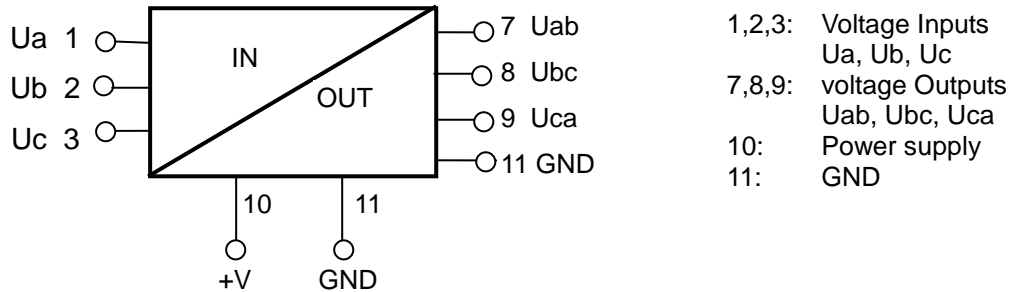 Ua 1
Ub 2
Uc 3
IN
OUT
7 Uab
8 Ubc
9 Uca
11 GND
10
11
+V
GND
1,2,3: Voltage Inputs
Ua, Ub, Uc
7,8,9: voltage Outputs
Uab, Ubc, Uca
10: Power supply
11: GND